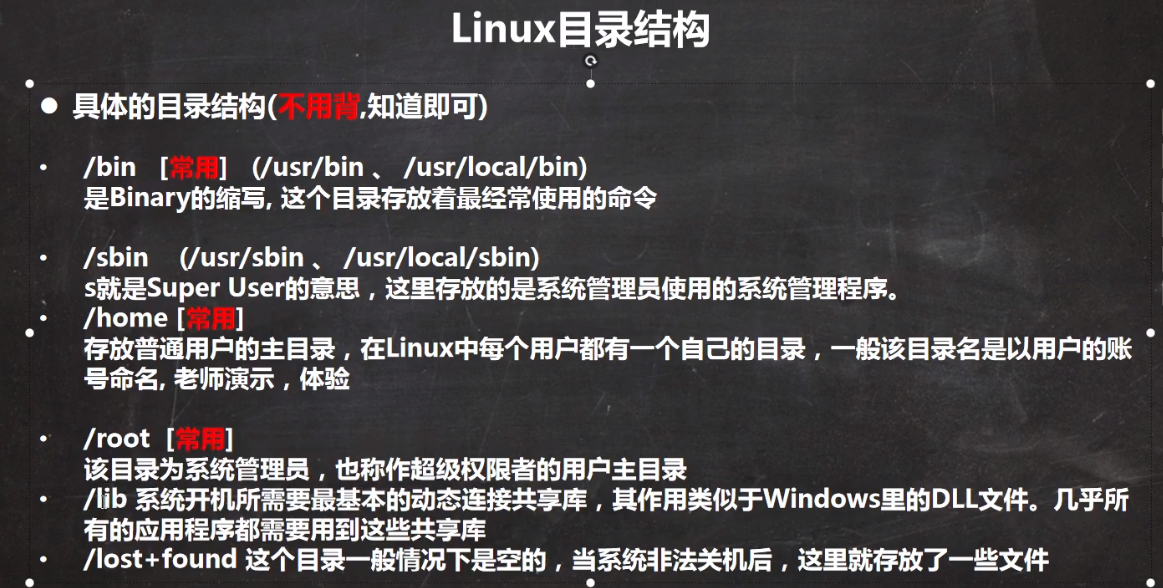 Linux目录结构
● 具体的目录结构(不用背,知道即可)
• /bin [常用] (/usr/bin 、 /usr/local/bin)
是Binary的缩写, 这个目录存放着最经常使用的命令
• /sbin (/usr/sbin 、 /usr/local/sbin)
s就是Super User的意思，这里存放的是系统管理员使用的系统管理程序。
• /home [常用]
存放普通用户的主目录，在Linux中每个用户都有一个自己的目录，一般该目录名是以用户的账
号命名, 老师演示，体验
• /root [常用]
该目录为系统管理员，也称作超级权限者的用户主目录
• /lib 系统开机所需要最基本的动态连接共享库，其作用类似于Windows里的DLL文件。几乎所
有的应用程序都需要用到这些共享库
• /lost+found 这个目录一般情况下是空的，当系统非法关机后，这里就存放了一些文件